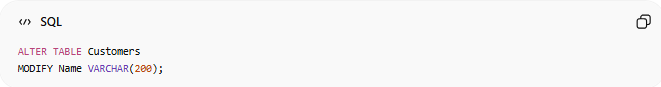 SQL
ALTER TABLE Customers
MODIFY Name VARCHAR(200);